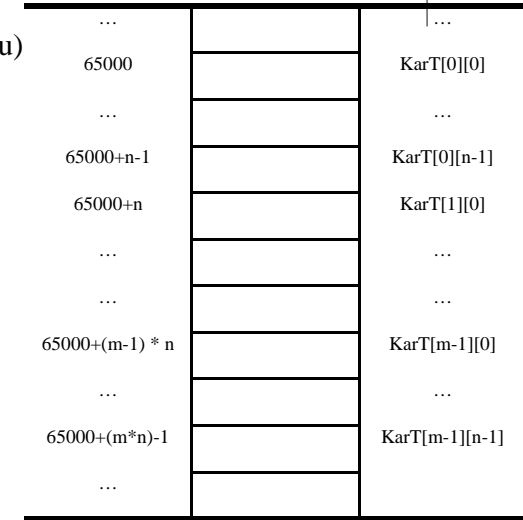 … …
u)
65000 KarT[0][0]
… …
65000+n-1 KarT[0][n-1]
65000+n KarT[1][0]
… …
… …
65000+(m-1) * n KarT[m-1][0]
… …
65000+(m*n)-1 KarT[m-1][n-1]
…